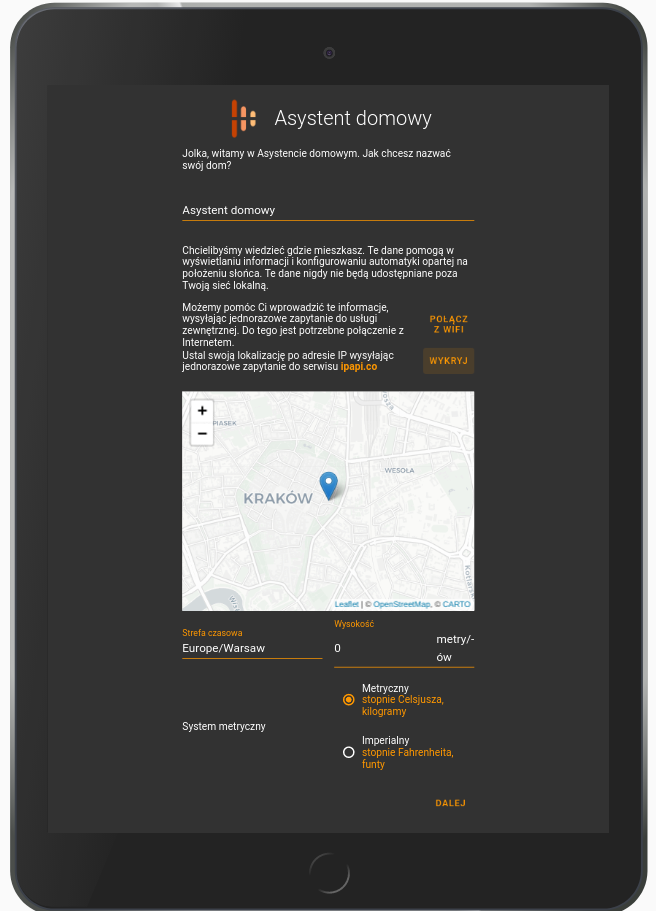 Asystent domowy
Jolka, witamy w Asystencie domowym. Jak chcesz nazwać
swój dom?
Asystent domowy
Chcielibyśmy wiedzieć gdzie mieszkasz. Te dane pomogą w
wyświetlaniu informacji i konfigurowaniu automatyki opartej na
położeniu słońca. Te dane nigdy nie będą udostępniane poza
Twoją sieć lokalną.
Możemy pomóc Ci wprowadzić te informacje,
wysyłając jednorazowe zapytanie do usługi
zewnętrznej. Do tego jest potrzebne połączenie z
Internetem.
POŁĄCZ
Z WIFI
Ustal swoją lokalizację po adresie IP wysyłając
jednorazowe zapytanie do serwisu ipapi.co
WYKRYJ
+
−
PIASEK
WESOŁA
KRAKÓW
Leaflet | © OpenStreetMap, © CARTO
Strefa czasowa
Europe/Warsaw
Wysokość
0
metry/-
ów
System metryczny
Metryczny
stopnie Celsjusza,
kilogramy
Imperialny
stopnie Fahrenheita,
funty
DALEJ